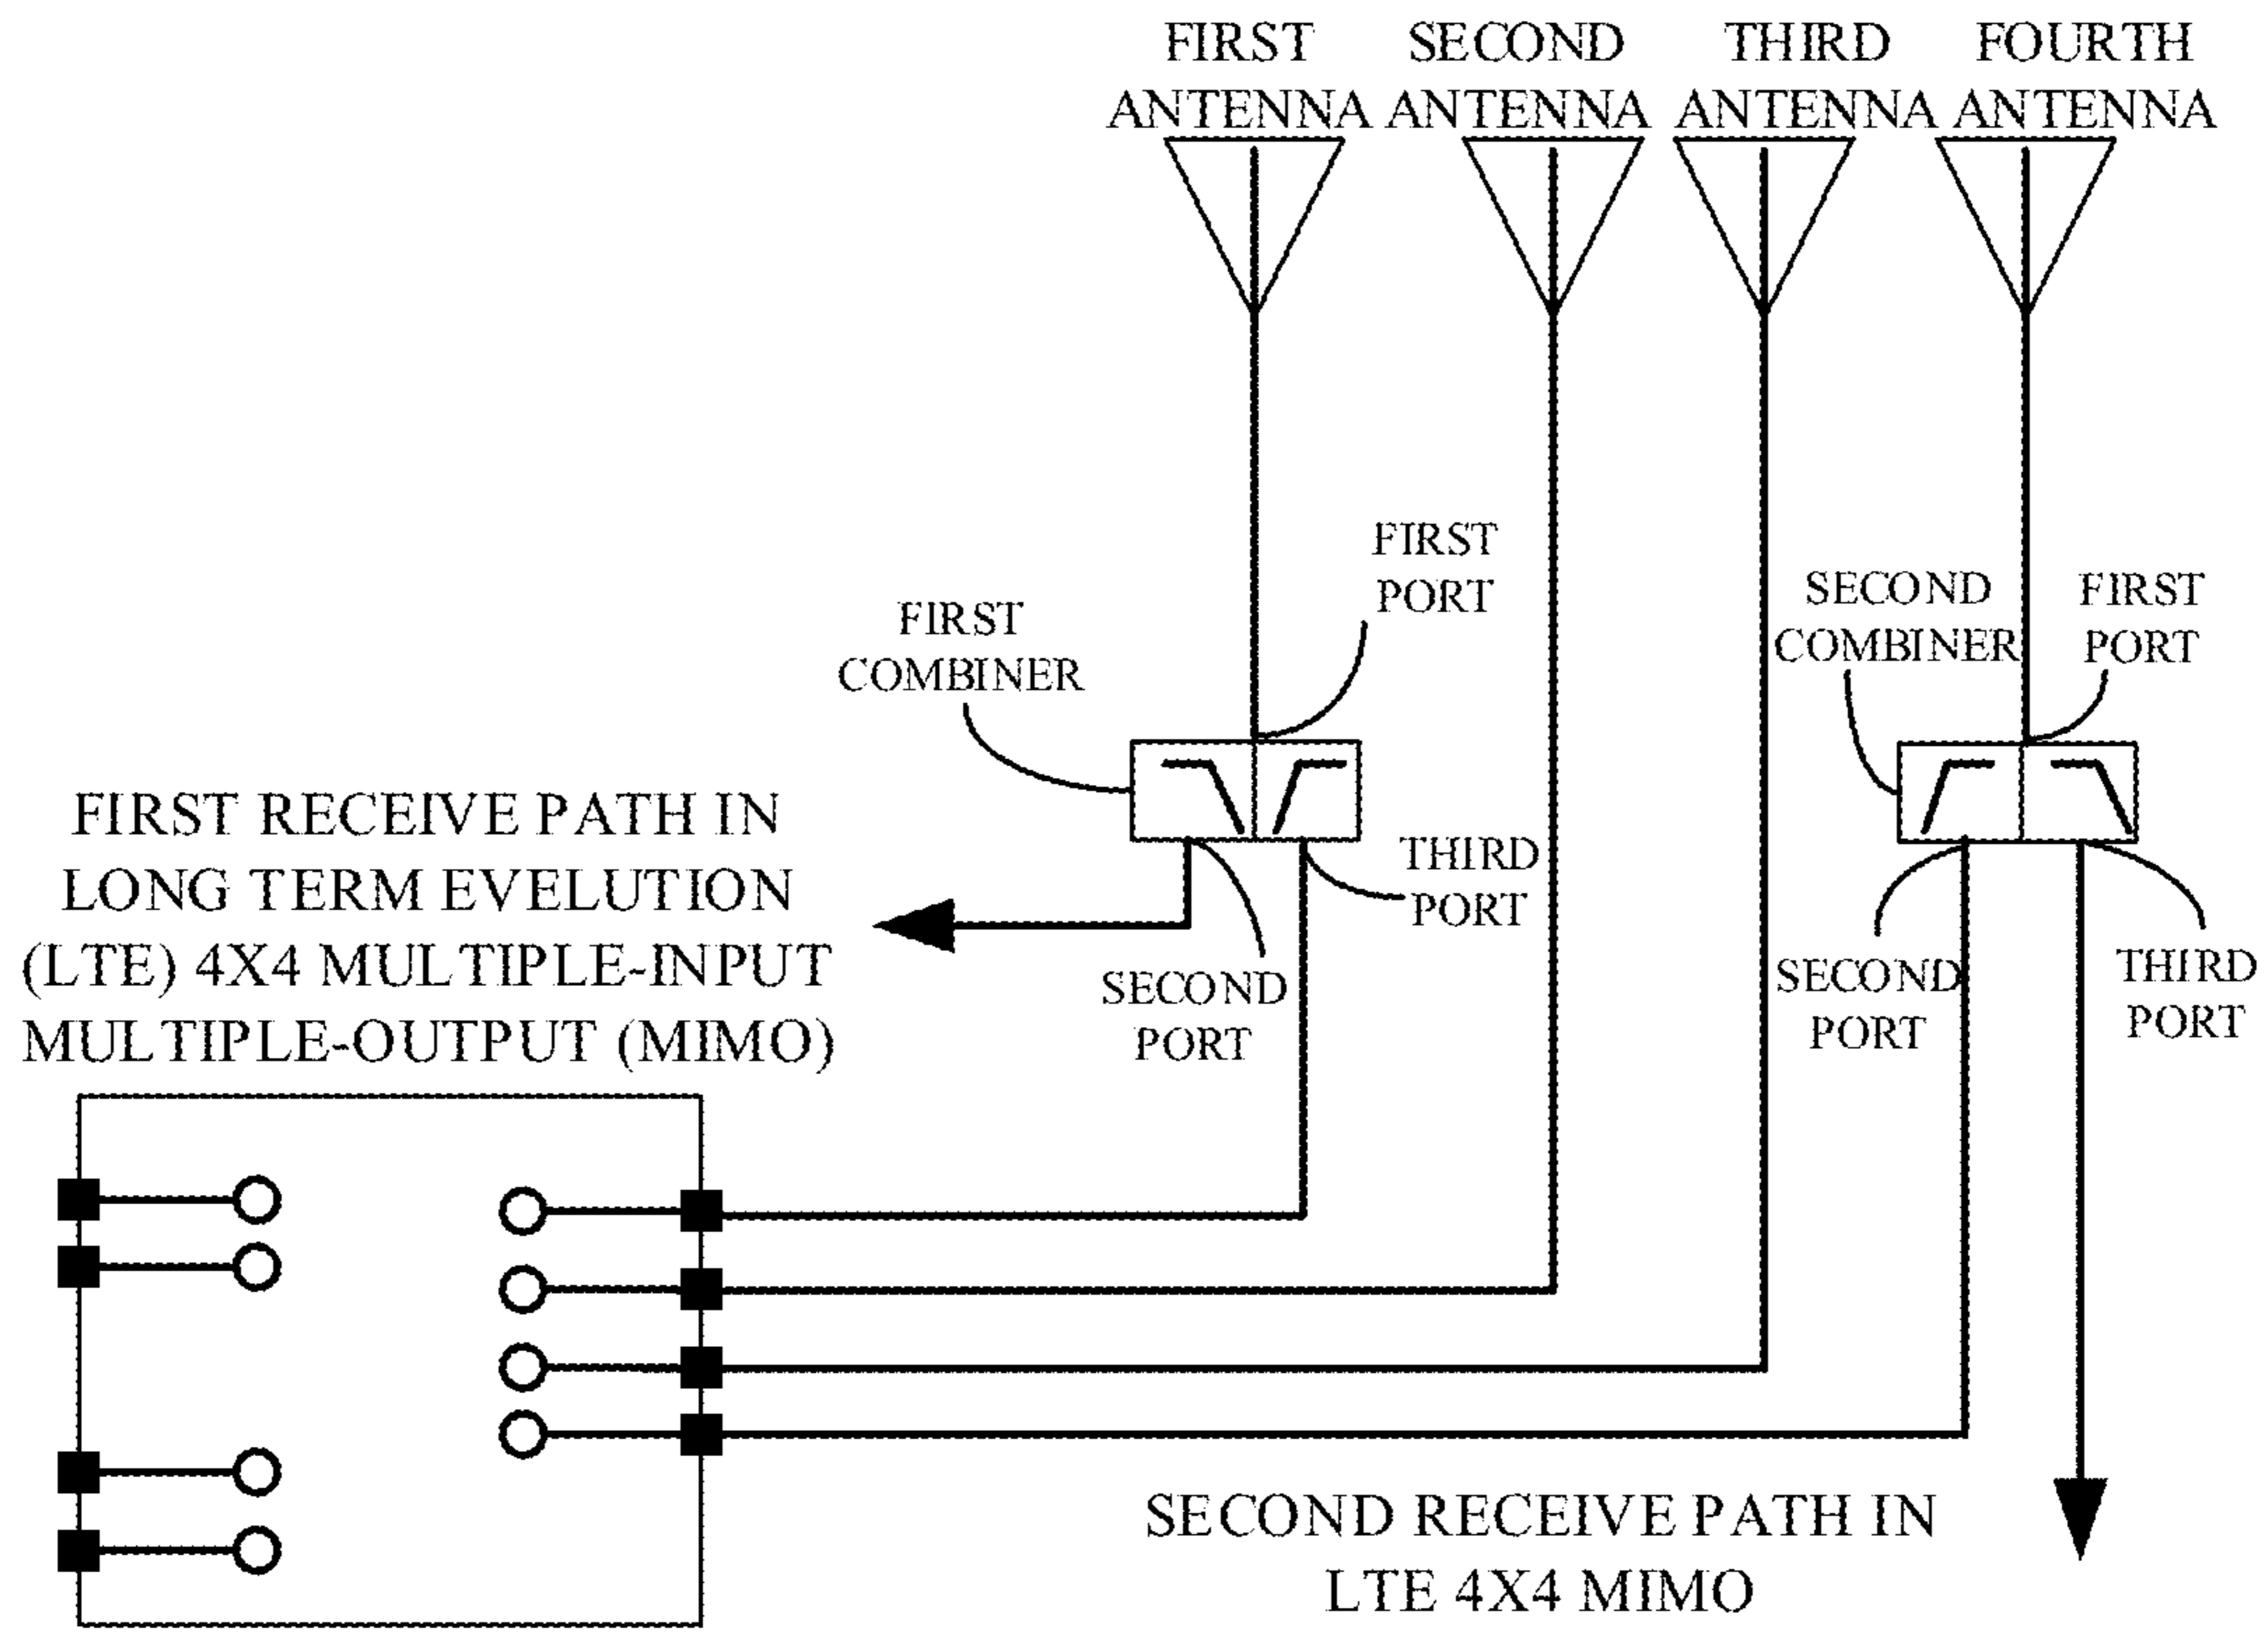 FIRST ANTENNA
SECOND ANTENNA
THIRD ANTENNA
FOURTH ANTENNA
FIRST
PORT
FIRST
COMBINER
SECOND
COMBINER
FIRST
PORT
FIRST RECEIVE PATH IN
LONG TERM EVELUTION
(LTE) 4X4 MULTIPLE-INPUT
MULTIPLE-OUTPUT (MIMO)
THIRD
PORT
SECOND
PORT
SECOND
PORT
THIRD
PORT
SECOND RECEIVE PATH IN
LTE 4X4 MIMO